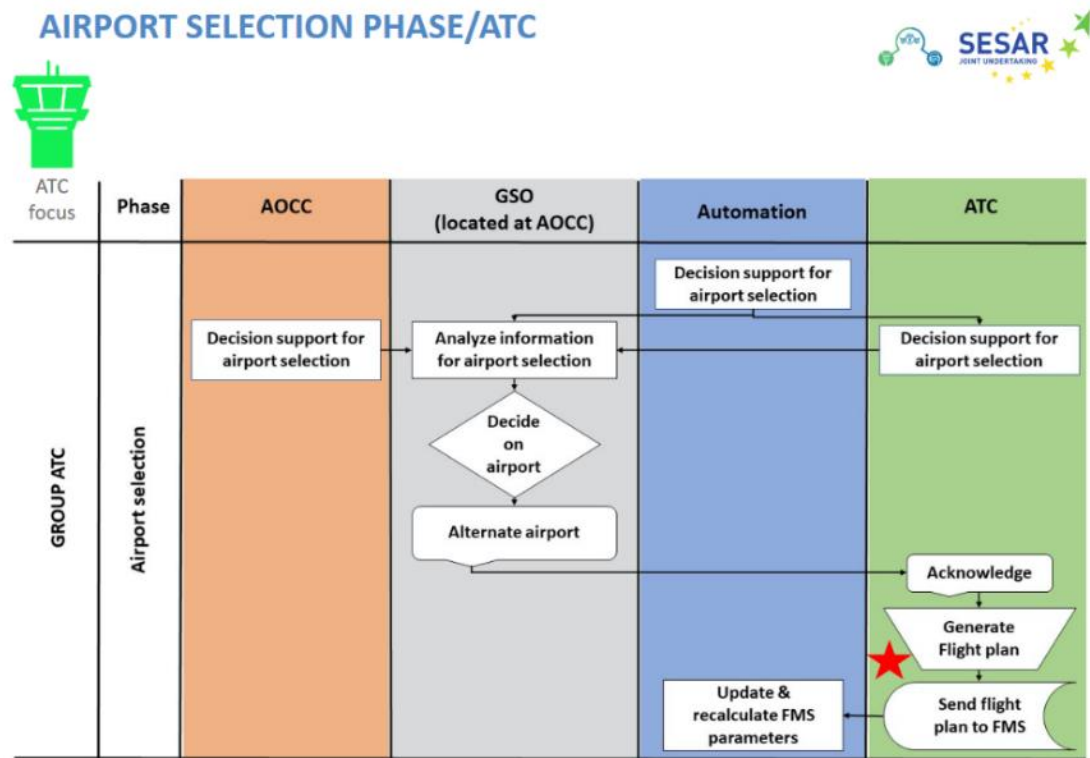 AIRPORT SELECTION PHASE/ATC
SESAR
JOINT UNDERTAKING
ATC
focus
Phase
AOCC
GSO
(located at AOCC)
Automation
ATC
Decision support for
airport selection
Decision support for
airport selection
Analyze information
for airport selection
Decision support for
airport selection
Decide
on
airport
GROUP ATC
Airport selection
Alternate airport
Acknowledge
Generate
Flight plan
Update &
recalculate FMS
parameters
Send flight
plan to FMS